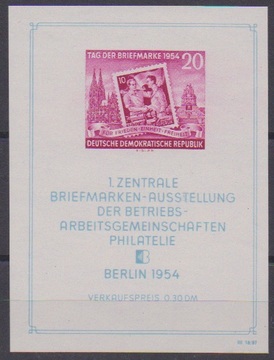 TAG DER BRIEFMARKE 1954 20
10
FÜR FRIEDEN · EINHEIT · FREIHEIT
DEUTSCHE DEMOKRATISCHE REPUBLIK
1. ZENTRALE
BRIEFMARKEN-AUSSTELLUNG
DER BETRIEBS-
ARBEITSGEMEINSCHAFTEN
PHILATELIE
BERLIN 1954
VERKAUFSPREIS 0.30 DM